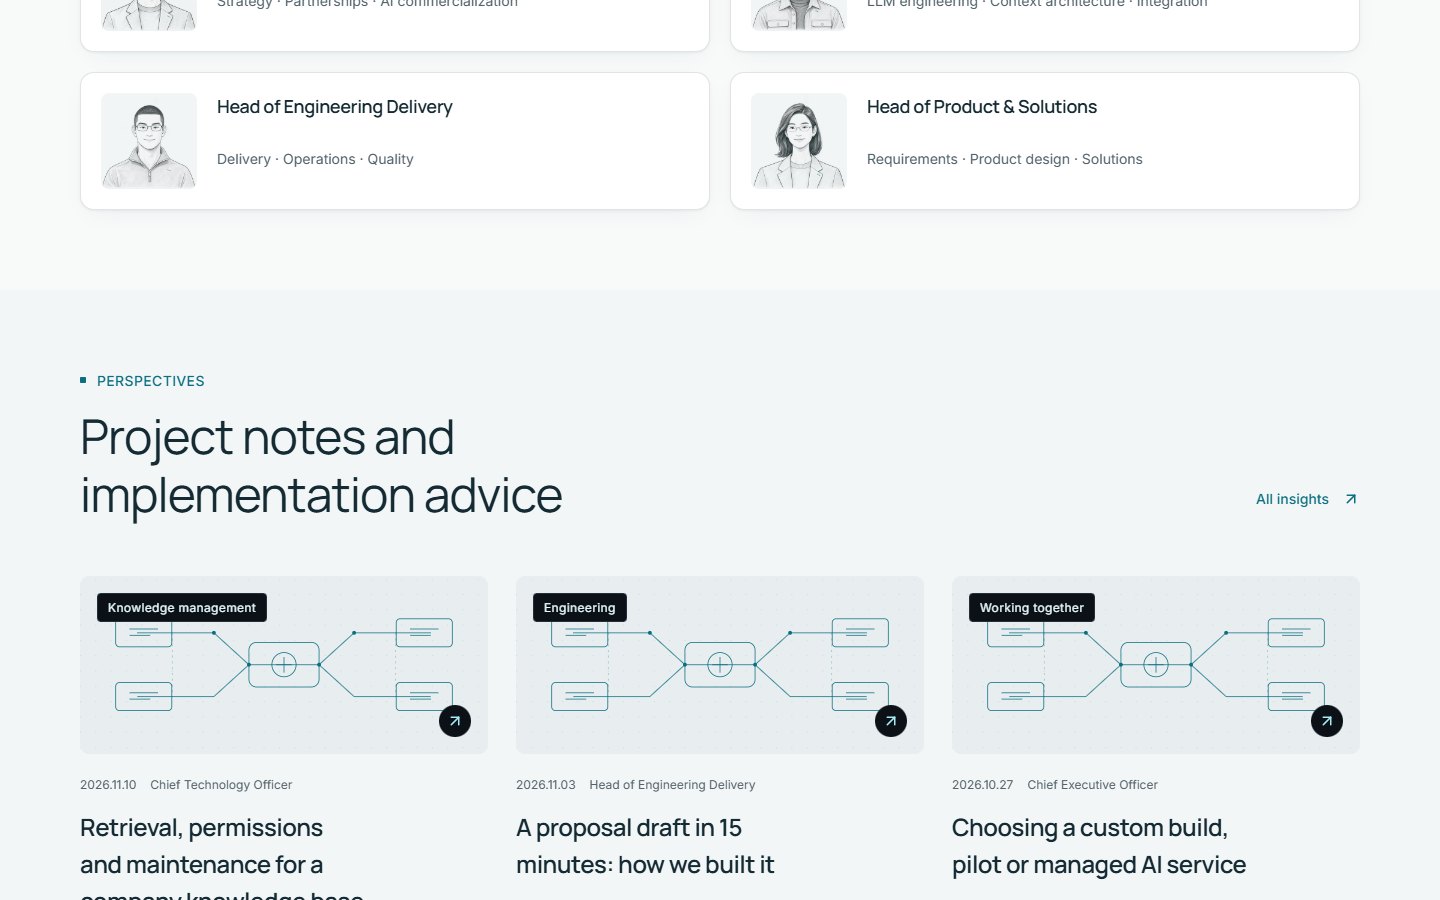 Strategy · Partnerships · AI commercialization
LLM engineering · Context architecture · Integration
Head of Engineering Delivery
Delivery · Operations · Quality
Head of Product & Solutions
Requirements · Product design · Solutions
PERSPECTIVES
Project notes and
implementation advice
All insights
Knowledge management
Engineering
Working together
2026.11.10 Chief Technology Officer
Retrieval, permissions
and maintenance for a
company knowledge base
2026.11.03 Head of Engineering Delivery
A proposal draft in 15
minutes: how we built it
2026.10.27 Chief Executive Officer
Choosing a custom build,
pilot or managed AI service